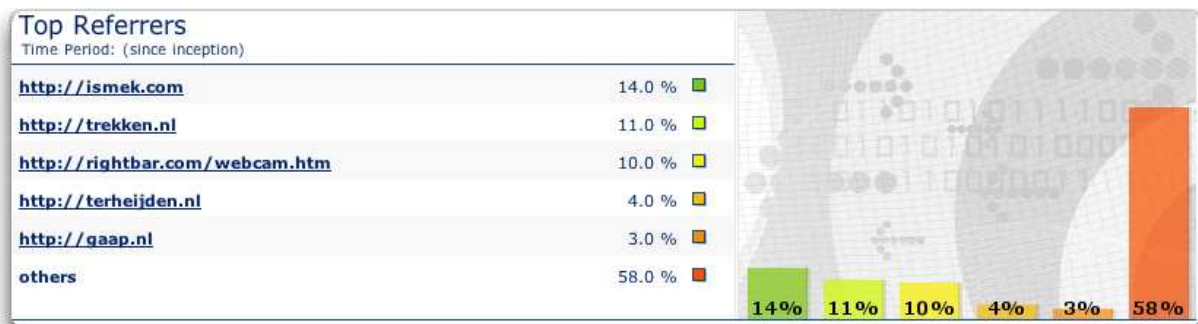 Top Referrers
Time Period: (since inception)
http://ismek.com 14.0 %
http://trekken.nl 11.0 %
http://rightbar.com/webcam.htm 10.0 %
http://terheijden.nl 4.0 %
http://gaap.nl 3.0 %
others 58.0 %
14% 11% 10% 4% 3% 58%